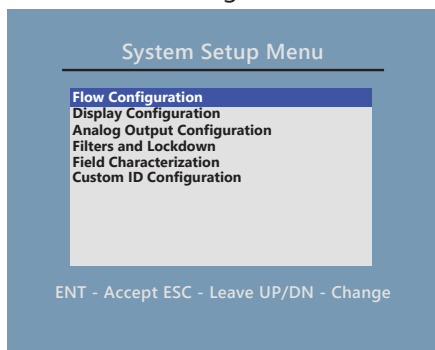 System Setup Menu
Flow Configuration
Display Configuration
Analog Output Configuration
Filters and Lockdown
Field Characterization
Custom ID Configuration
ENT - Accept ESC - Leave UP/DN - Change